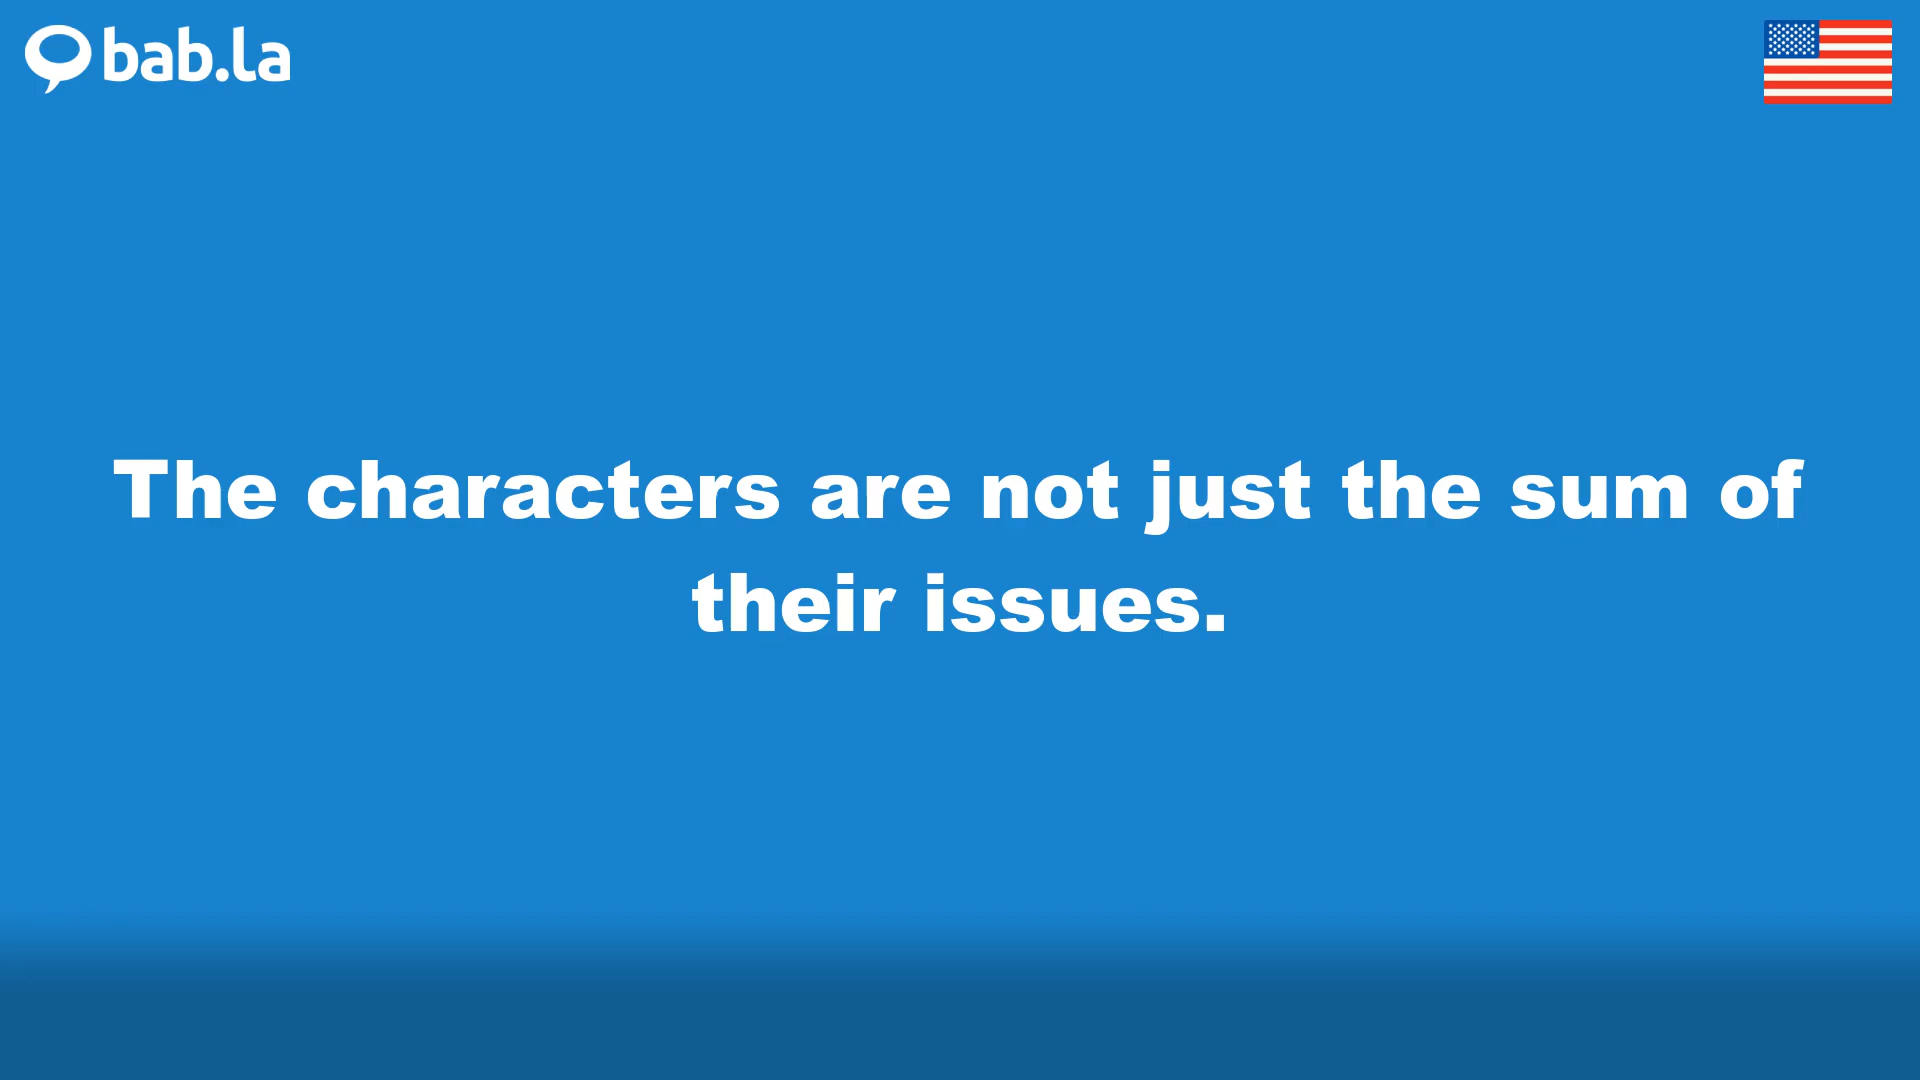 bab.la
The characters are not just the sum of
their issues.